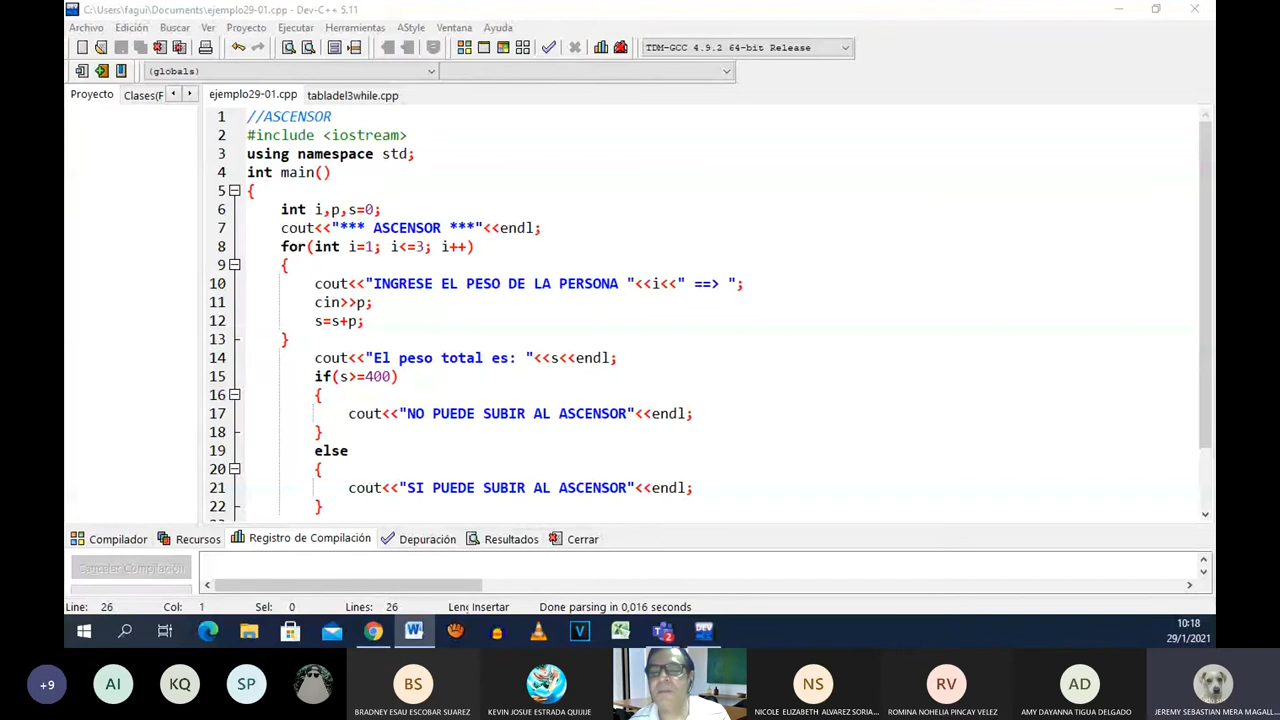 C:\Users\fagui\Documents\ejemplo29-01.cpp - Dev-C++ 5.11
Archivo Edición Buscar Ver Proyecto Ejecutar Herramientas AStyle Ventana Ayuda
TDM-GCC 4.9.2 64-bit Release
(globals)
Proyecto Clases(F ejemplo29-01.cpp tabladel3while.cpp
1 //ASCENSOR
2 #include <iostream>
3 using namespace std;
4 int main()
5 {
6 int i,p,s=0;
7 cout<<"*** ASCENSOR ***"<<endl;
8 for(int i=1; i<=3; i++)
9 {
10 cout<<"INGRESE EL PESO DE LA PERSONA "<<i<<" ==> ";
11 cin>>p;
12 s=s+p;
13 }
14 cout<<"El peso total es: "<<s<<endl;
15 if(s>=400)
16 {
17 cout<<"NO PUEDE SUBIR AL ASCENSOR"<<endl;
18 }
19 else
20 {
21 cout<<"SI PUEDE SUBIR AL ASCENSOR"<<endl;
22 }
Compilador Recursos Registro de Compilación Depuración Resultados Cerrar
Cancelar Compilación
Line: 26 Col: 1 Sel: 0 Lines: 26 Leng Insertar Done parsing in 0,016 seconds
10:18
29/1/2021
+9 AI KQ SP BS NS RV AD
BRADNEY ESAU ESCOBAR SUAREZ KEVIN JOSUE ESTRADA QUIJIJE NICOLE ELIZABETH ALVAREZ SORIA... ROMINA NOHELIA PINCAY VELEZ AMY DAYANNA TIGUA DELGADO JEREMY SEBASTIAN MERA MAGALL...